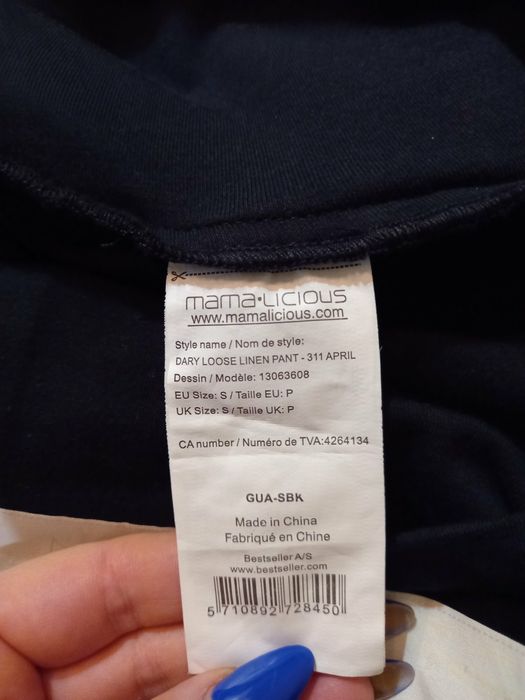 mama•licious
www.mamalicious.com
Style name / Nom de style:
DARY LOOSE LINEN PANT - 311 APRIL
Dessin / Modèle: 13063608
EU Size: S / Taille EU: P
UK Size: S / Taille UK: P
CA number / Numéro de TVA:4264134
GUA-SBK
Made in China
Fabriqué en Chine
Bestseller A/S
www.bestseller.com
5 710892 728450